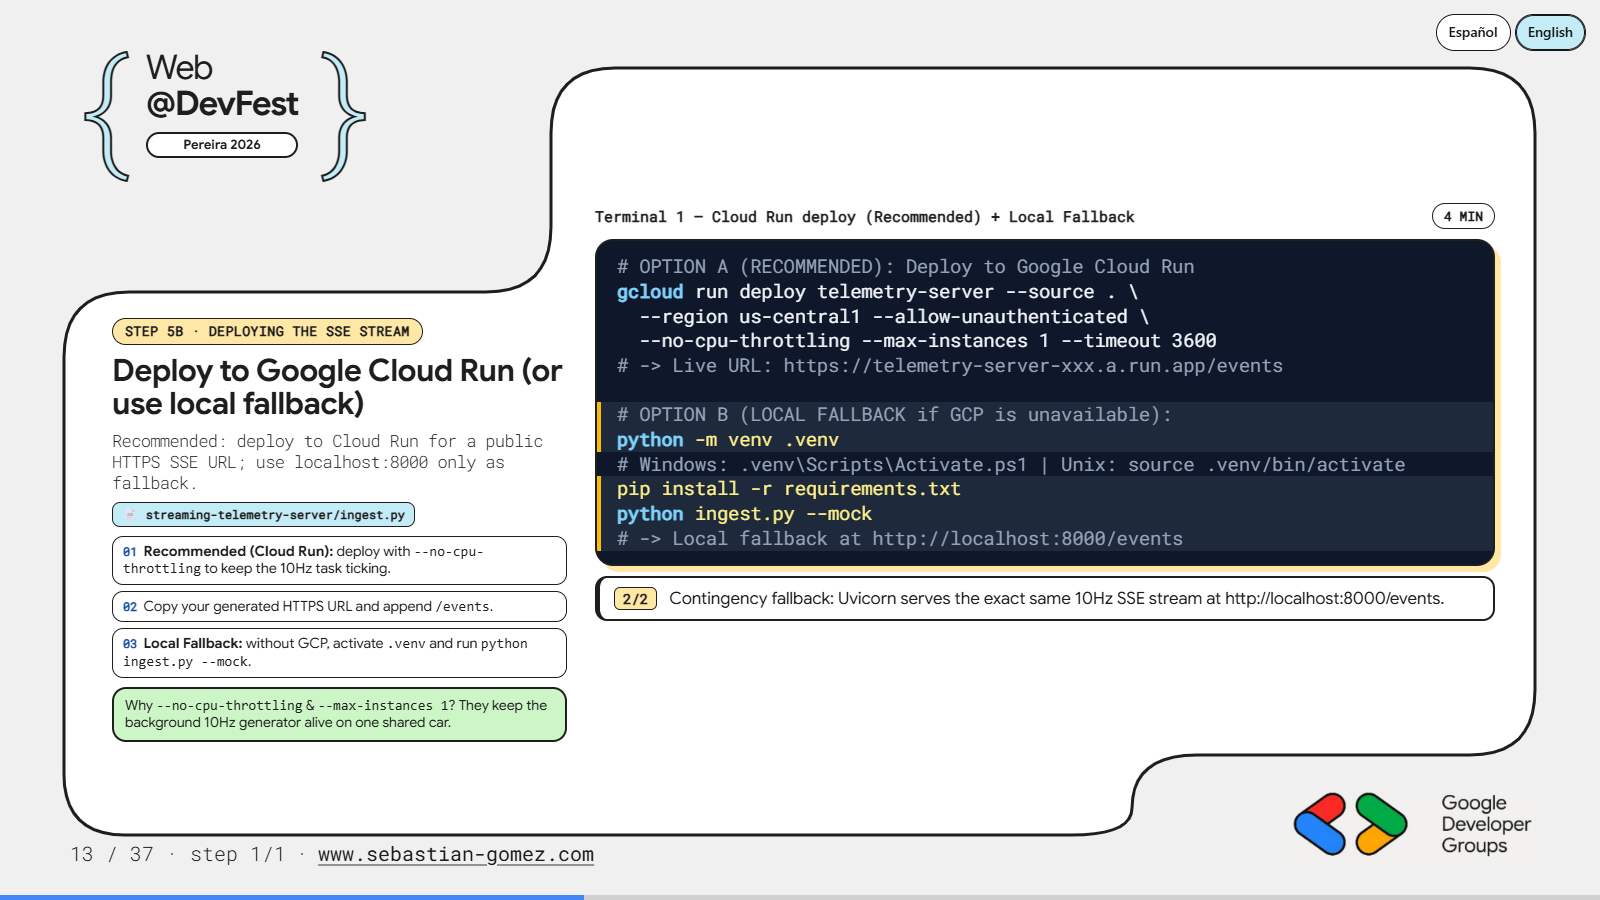 Español
English
Web
@DevFest
Pereira 2026
STEP 5B · DEPLOYING THE SSE STREAM
Deploy to Google Cloud Run (or
use local fallback)
Recommended: deploy to Cloud Run for a public
HTTPS SSE URL; use localhost:8000 only as
fallback.
streaming-telemetry-server/ingest.py
01 Recommended (Cloud Run): deploy with --no-cpu-
throttling to keep the 10Hz task ticking.
02 Copy your generated HTTPS URL and append /events.
03 Local Fallback: without GCP, activate .venv and run python
ingest.py --mock.
Why --no-cpu-throttling & --max-instances 1? They keep the
background 10Hz generator alive on one shared car.
Terminal 1 — Cloud Run deploy (Recommended) + Local Fallback
4 MIN
# OPTION A (RECOMMENDED): Deploy to Google Cloud Run
gcloud run deploy telemetry-server --source . \
--region us-central1 --allow-unauthenticated \
--no-cpu-throttling --max-instances 1 --timeout 3600
# -> Live URL: https://telemetry-server-xxx.a.run.app/events
# OPTION B (LOCAL FALLBACK if GCP is unavailable):
python -m venv .venv
# Windows: .venv\Scripts\Activate.ps1 | Unix: source .venv/bin/activate
pip install -r requirements.txt
python ingest.py --mock
# -> Local fallback at http://localhost:8000/events
2/2 Contingency fallback: Uvicorn serves the exact same 10Hz SSE stream at http://localhost:8000/events.
13 / 37 · step 1/1 · www.sebastian-gomez.com
Google
Developer
Groups